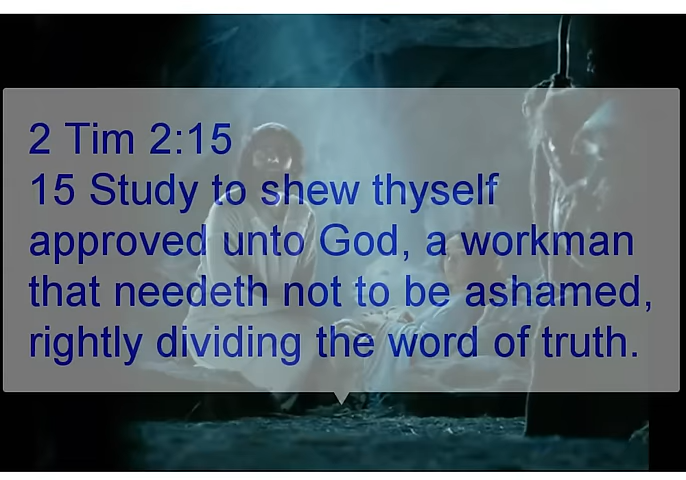 2 Tim 2:15
15 Study to shew thyself
approved unto God, a workman
that needeth not to be ashamed,
rightly dividing the word of truth.